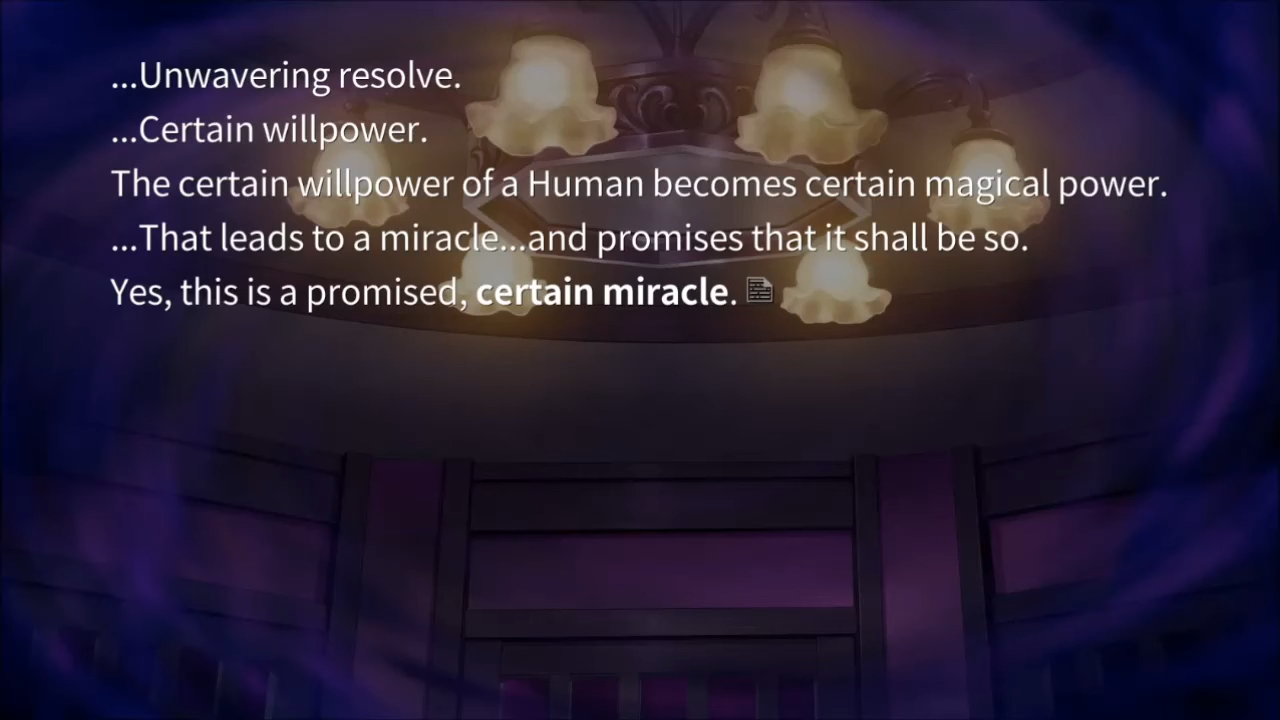 ...Unwavering resolve.
...Certain willpower.
The certain willpower of a Human becomes certain magical power.
...That leads to a miracle...and promises that it shall be so.
Yes, this is a promised, certain miracle.